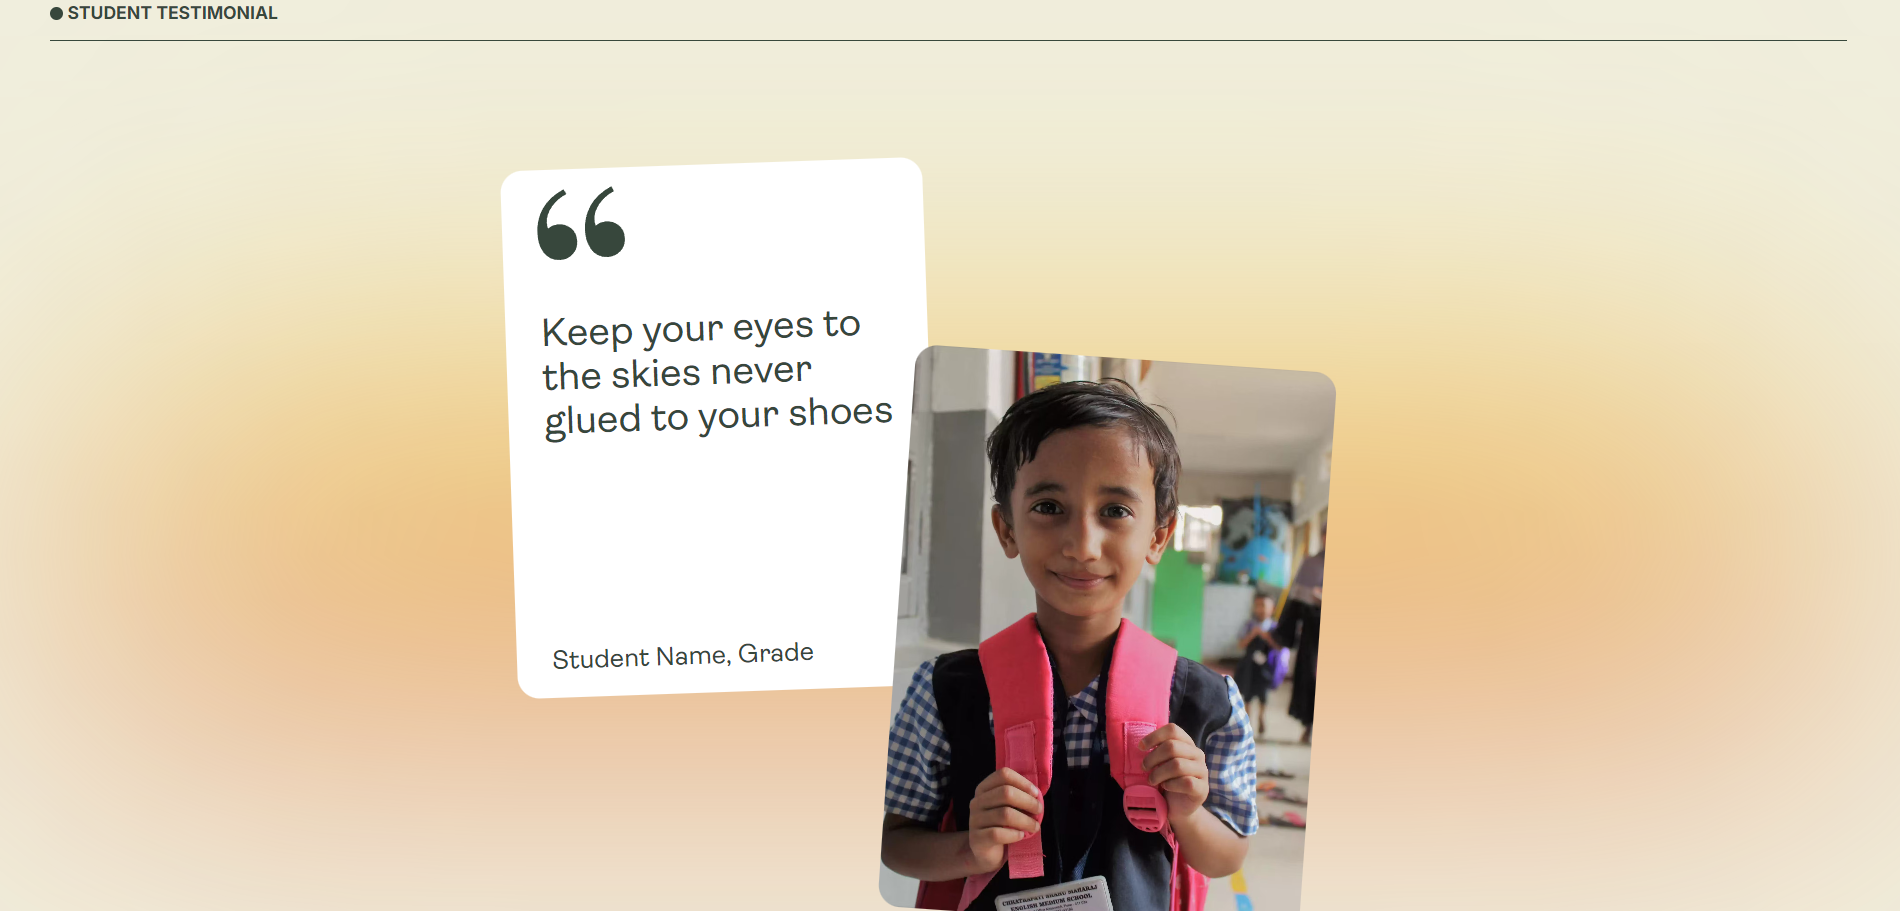 STUDENT TESTIMONIAL
“
Keep your eyes to
the skies never
glued to your shoes
Student Name, Grade
CHHATRAPATI SHAHU MAHARAJ
ENGLISH MEDIUM SCHOOL